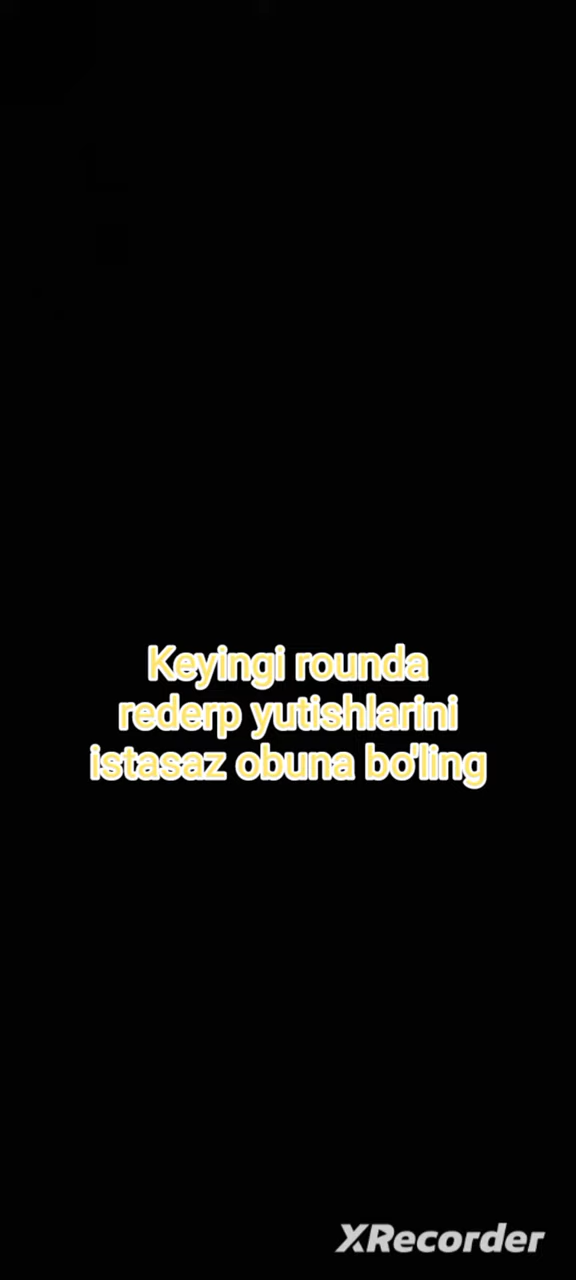 Keyingi rounda
rederp yutishlarini
istasaz obuna bo'ling
XRecorder